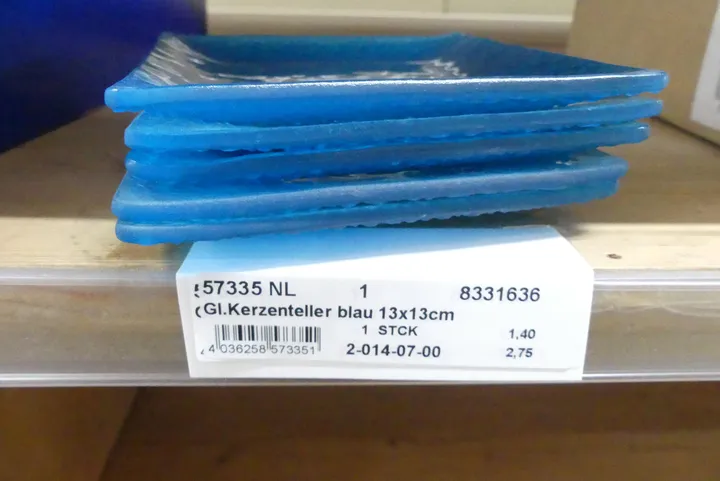 57335 NL 1 8331636
Gl.Kerzenteller blau 13x13cm
1 STCK 1,40
4 036258 573351 2-014-07-00 2,75